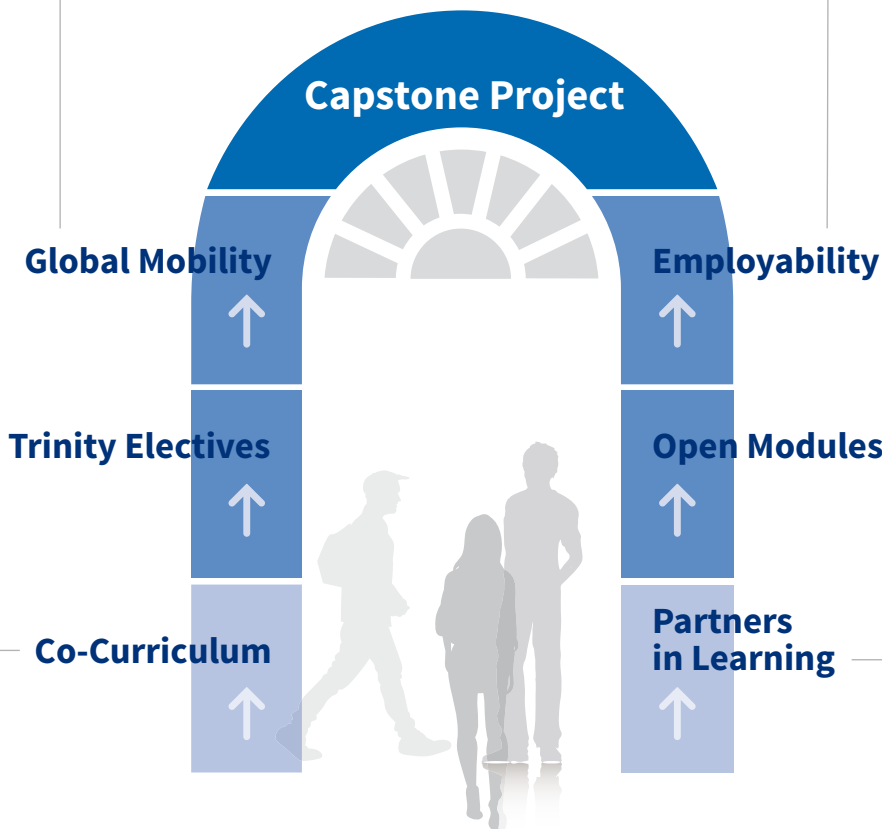 Capstone Project
Global Mobility
Employability
Trinity Electives
Open Modules
Co-Curriculum
Partners
in Learning